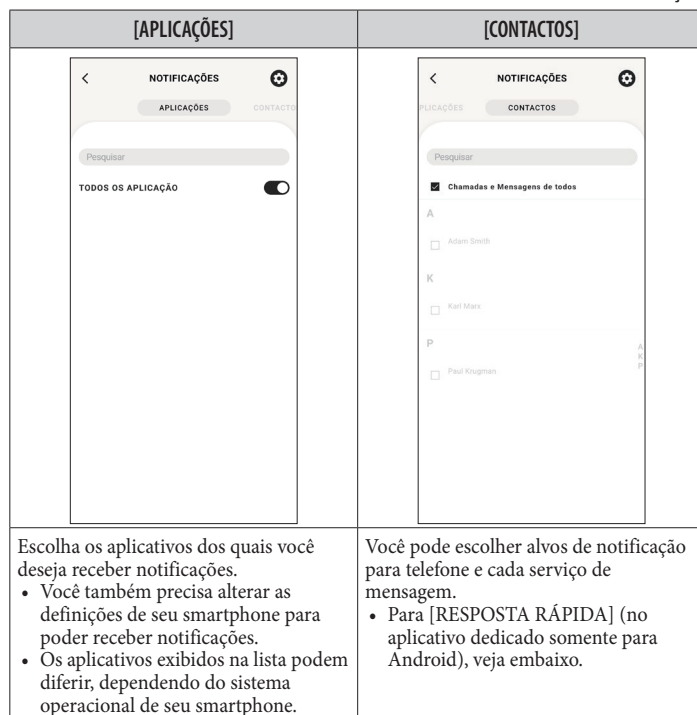 [APLICAÇÕES]
NOTIFICAÇÕES
APLICAÇÕES
CONTACTO
Pesquisar
TODOS OS APLICAÇÃO
Escolha os aplicativos dos quais você
deseja receber notificações.
• Você também precisa alterar as
definições de seu smartphone para
poder receber notificações.
• Os aplicativos exibidos na lista podem
diferir, dependendo do sistema
operacional de seu smartphone.
[CONTACTOS]
NOTIFICAÇÕES
PLICAÇÕES
CONTACTOS
Pesquisar
Chamadas e Mensagens de todos
A
Adam Smith
K
Karl Marx
P
Paul Krugman
A
K
P
Você pode escolher alvos de notificação
para telefone e cada serviço de
mensagem.
• Para [RESPOSTA RÁPIDA] (no
aplicativo dedicado somente para
Android), veja embaixo.